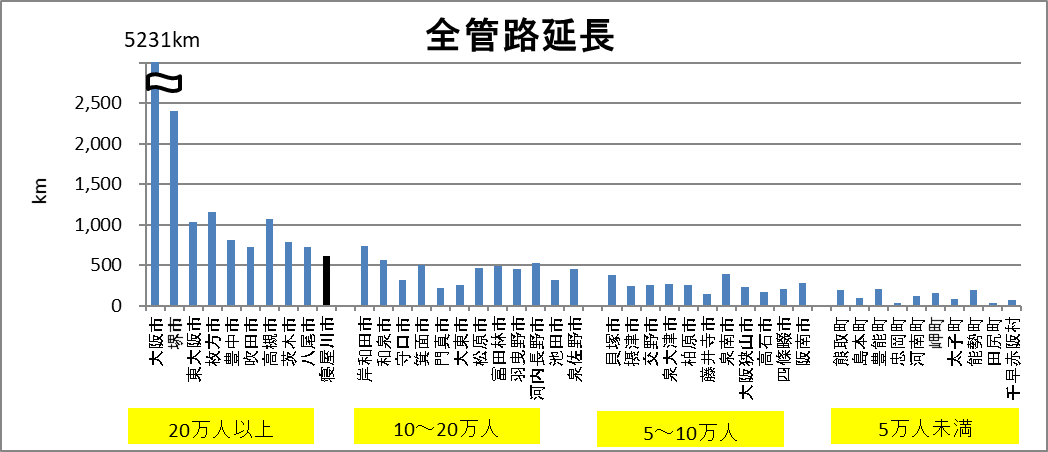 全管路延長
5231km
km
2,500
2,000
1,500
1,000
500
0
大阪市
堺市
東大阪市
枚方市
豊中市
吹田市
高槻市
茨木市
八尾市
寝屋川市
岸和田市
和泉市
守口市
箕面市
門真市
大東市
松原市
富田林市
羽曳野市
河内長野市
池田市
泉佐野市
貝塚市
摂津市
交野市
泉大津市
柏原市
藤井寺市
泉南市
大阪狭山市
高石市
四條畷市
阪南市
熊取町
島本町
豊能町
忠岡町
河南町
岬町
太子町
能勢町
田尻町
千早赤阪村
20万人以上
10～20万人
5～10万人
5万人未満